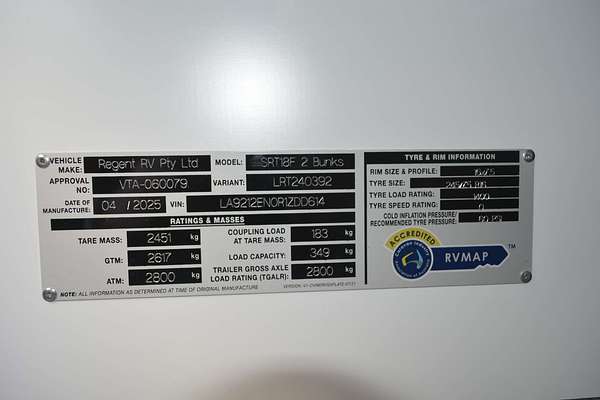 VEHICLE MAKE: Regent RV Pty Ltd MODEL: SRT18F 2 Bunks
APPROVAL NO: VTA-060079 VARIANT: LRT240392
DATE OF MANUFACTURE: 04 / 2025 VIN: LA9212EN0R1ZDD614
RATINGS & MASSES
TARE MASS: 2451 kg COUPLING LOAD AT TARE MASS: 183 kg
GTM: 2617 kg LOAD CAPACITY: 349 kg
ATM: 2800 kg TRAILER GROSS AXLE LOAD RATING (TGALR): 2800 kg
NOTE: ALL INFORMATION AS DETERMINED AT TIME OF ORIGINAL MANUFACTURE
TYRE & RIM INFORMATION
RIM SIZE & PROFILE:
TYRE SIZE:
TYRE LOAD RATING: 1400
TYRE SPEED RATING:
COLD INFLATION PRESSURE/
RECOMMENDED TYRE PRESSURE: PSI
ACCREDITED
RVMAP ™